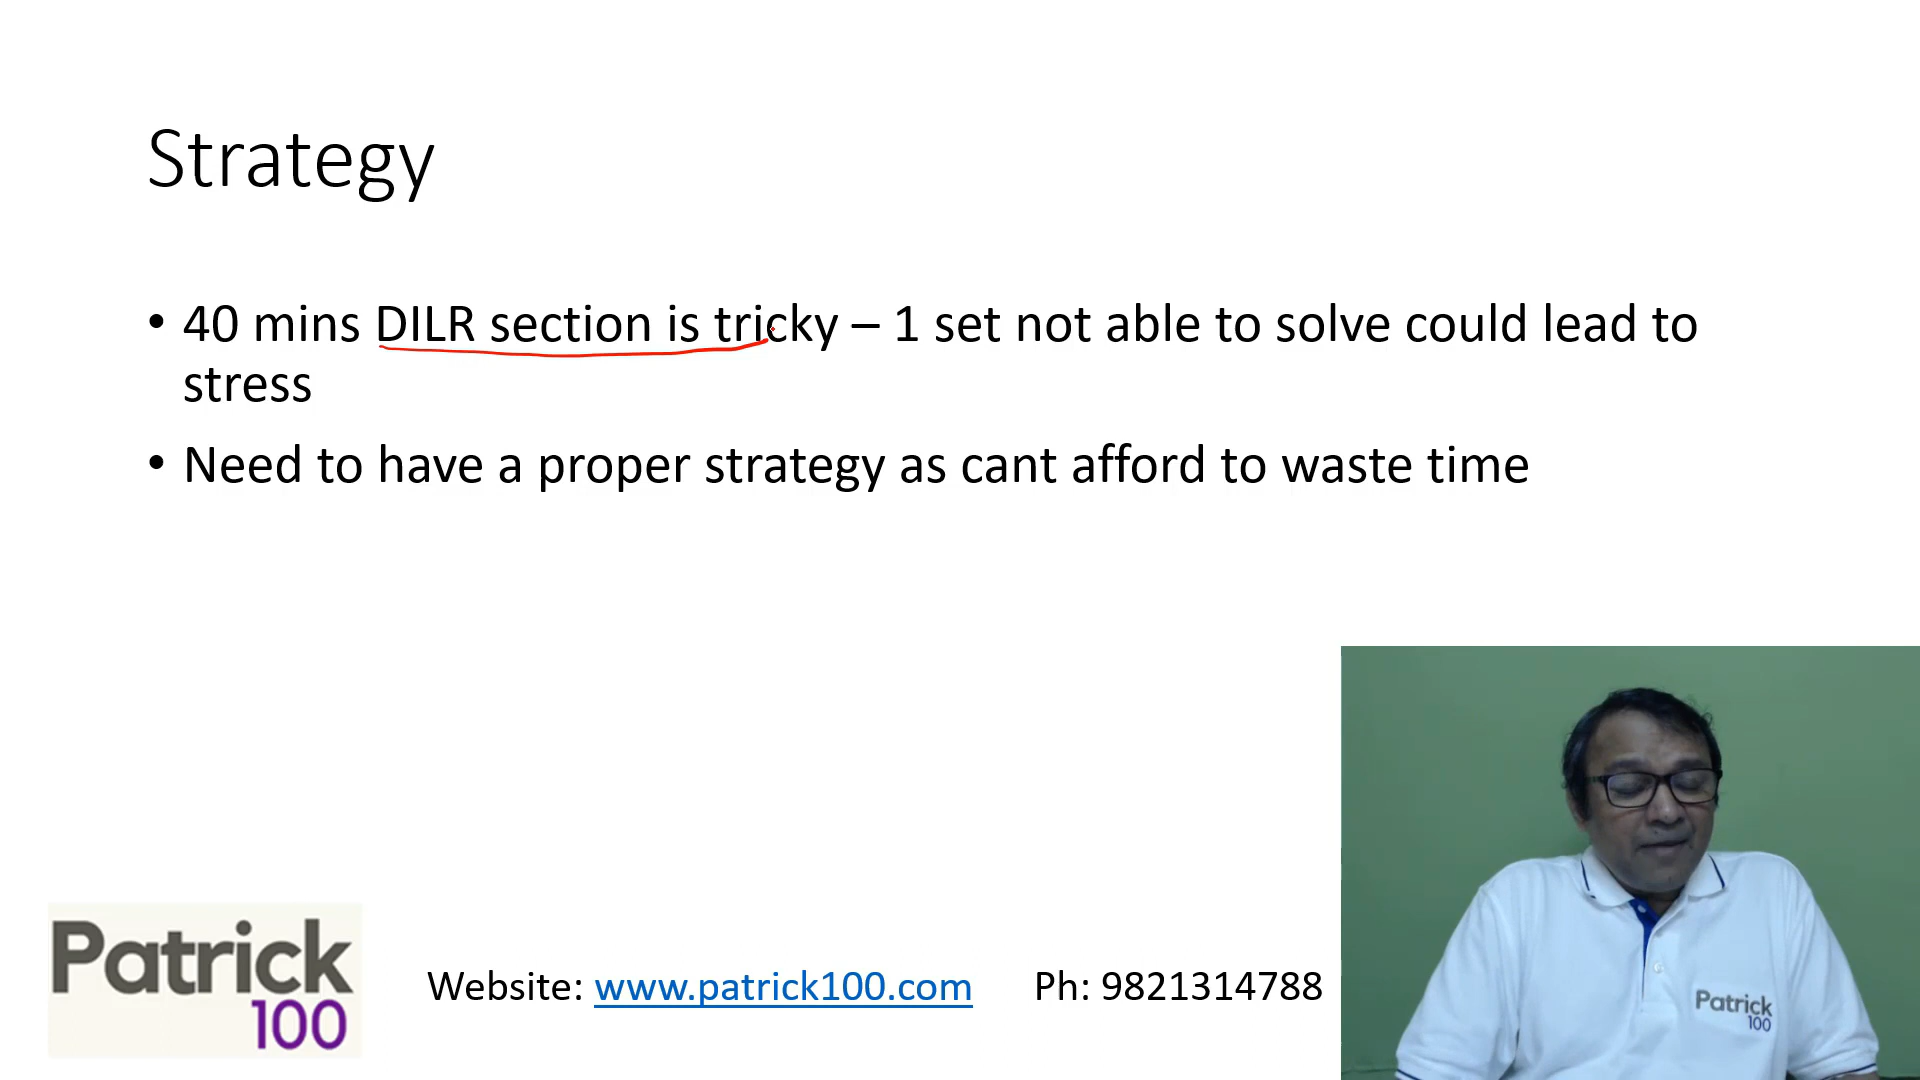 Strategy
• 40 mins DILR section is tricky – 1 set not able to solve could lead to
stress
• Need to have a proper strategy as cant afford to waste time
Patrick
100
Website: www.patrick100.com Ph: 9821314788
Patrick
100